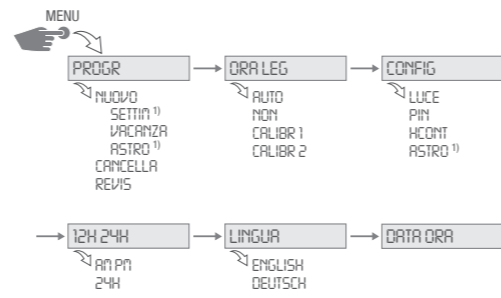 MENU
PROGR
NUOVO
SETTIM 1)
VACANZA
ASTRO 1)
CANCELLA
REVIS
ORA LEG
AUTO
NON
CALIBR 1
CALIBR 2
CONFIG
LUCE
PIN
HCONT
ASTRO 1)
12H 24H
AM PM
24H
LINGUA
ENGLISH
DEUTSCH
DATA ORA